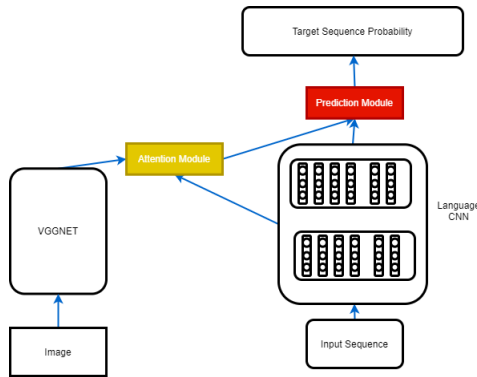 Target Sequence Probability
Prediction Module
Attention Module
VGGNET
Language
CNN
Input Sequence
Image